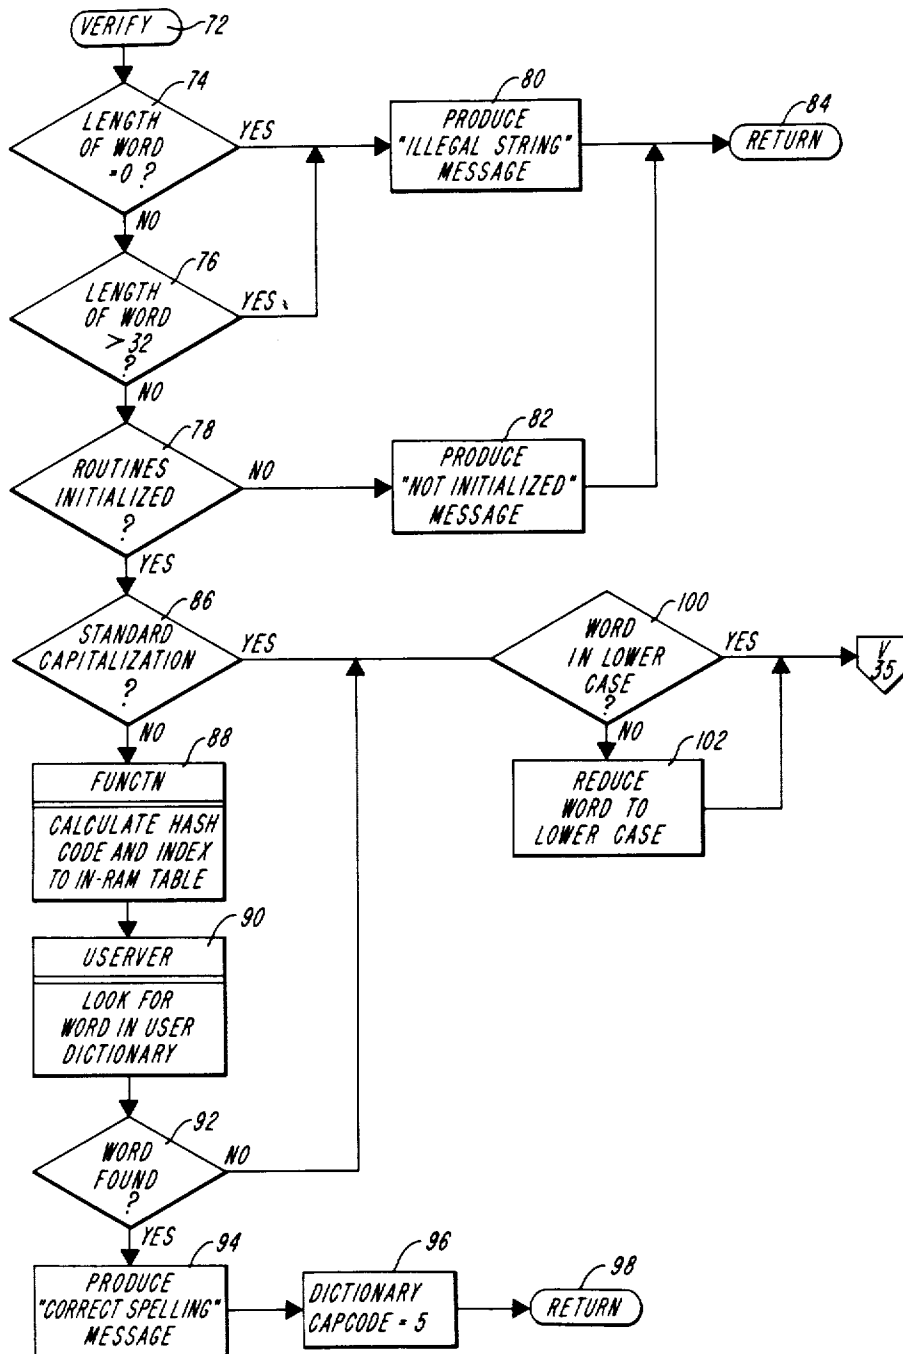 VERIFY
72
74
LENGTH
OF WORD
=0 ?
YES
NO
80
PRODUCE
"ILLEGAL STRING"
MESSAGE
84
RETURN
76
LENGTH
OF WORD
> 32
?
YES
NO
78
ROUTINES
INITIALIZED
?
NO
YES
82
PRODUCE
"NOT INITIALIZED"
MESSAGE
86
STANDARD
CAPITALIZATION
?
YES
NO
100
WORD
IN LOWER
CASE
?
YES
NO
V
35
102
REDUCE
WORD TO
LOWER CASE
88
FUNCTN
CALCULATE HASH
CODE AND INDEX
TO IN-RAM TABLE
90
USERVER
LOOK FOR
WORD IN USER
DICTIONARY
92
WORD
FOUND
?
NO
YES
94
PRODUCE
"CORRECT SPELLING"
MESSAGE
96
DICTIONARY
CAPCODE = 5
98
RETURN